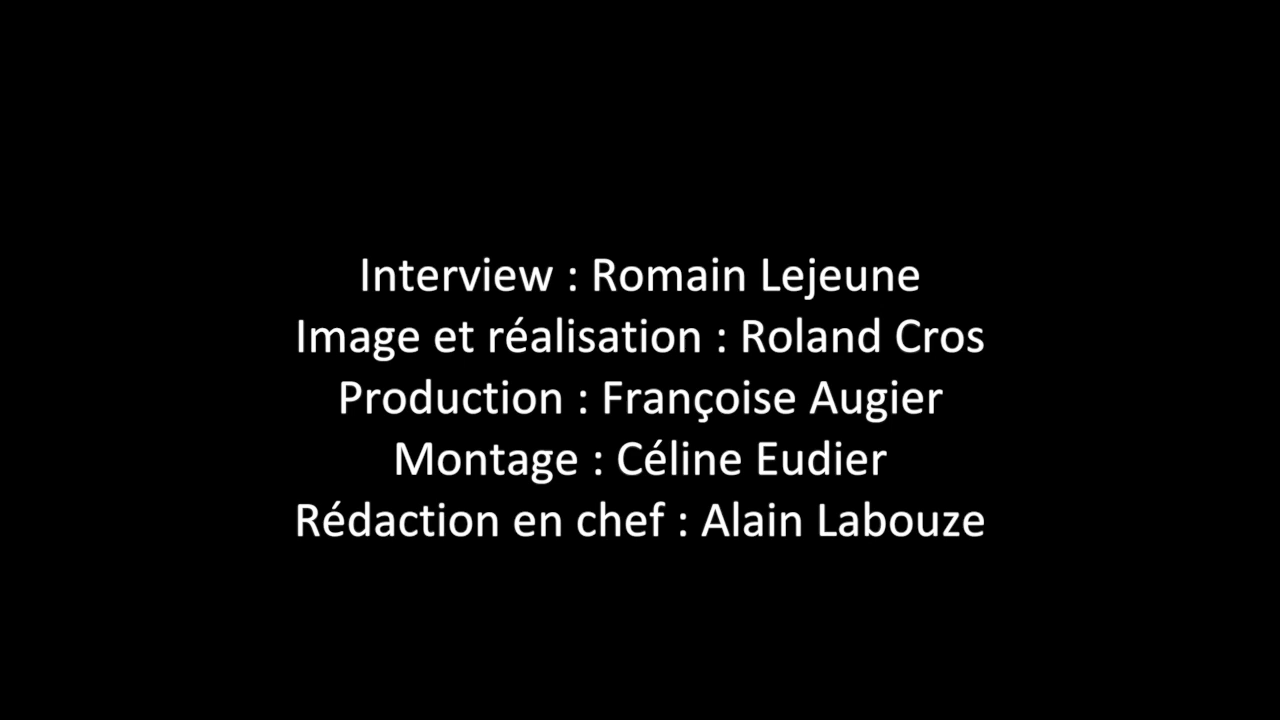 Interview : Romain Lejeune
Image et réalisation : Roland Cros
Production : Françoise Augier
Montage : Céline Eudier
Rédaction en chef : Alain Labouze